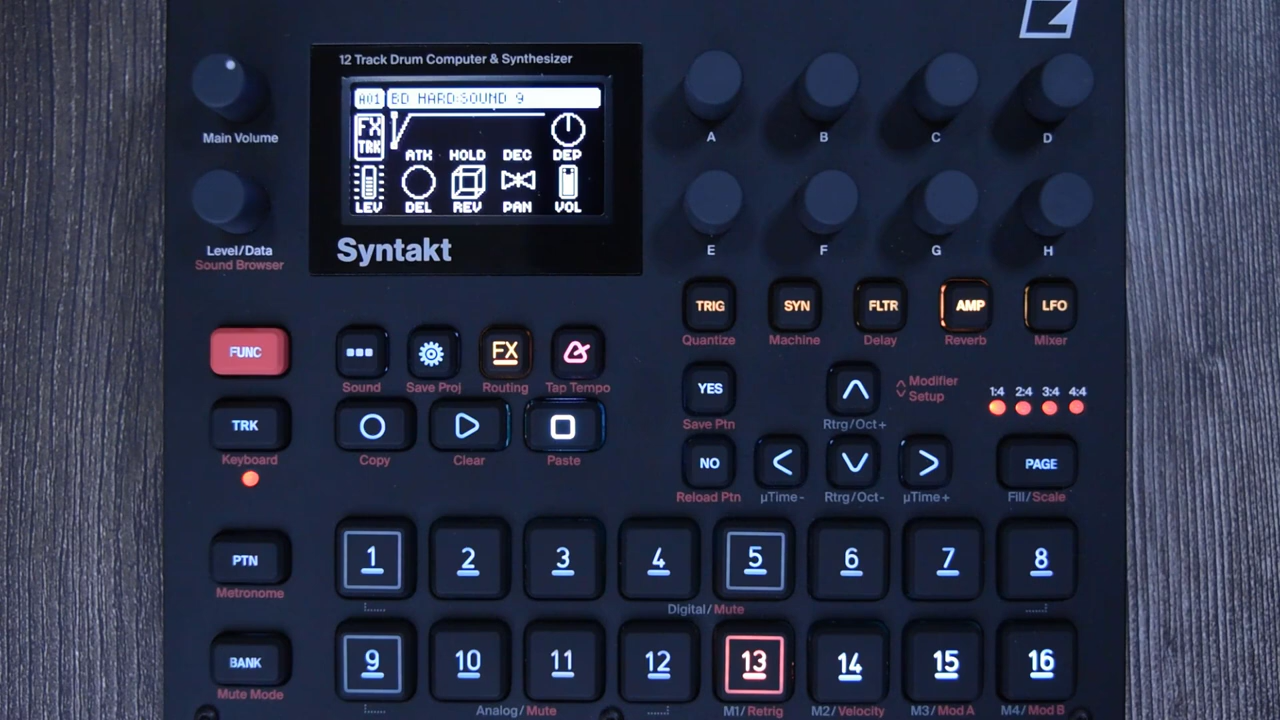 12 Track Drum Computer & Synthesizer
A01 BD HARD:SOUND 9
FX
TRK
ATK HOLD DEC DEP
LEV DEL REV PAN VOL
Syntakt
Main Volume
Level/Data
Sound Browser
A B C D
E F G H
TRIG SYN FLTR AMP LFO
Quantize Machine Delay Reverb Mixer
FUNC FX
Sound Save Proj Routing Tap Tempo
YES
Save Ptn
Rtrg/Oct+
Modifier
Setup
1:4 2:4 3:4 4:4
TRK
Keyboard Copy Clear Paste
NO PAGE
Reload Ptn µTime- Rtrg/Oct- µTime+ Fill/Scale
PTN 1 2 3 4 5 6 7 8
Metronome
Digital/Mute
BANK 9 10 11 12 13 14 15 16
Mute Mode
Analog/Mute M1/Retrig M2/Velocity M3/Mod A M4/Mod B